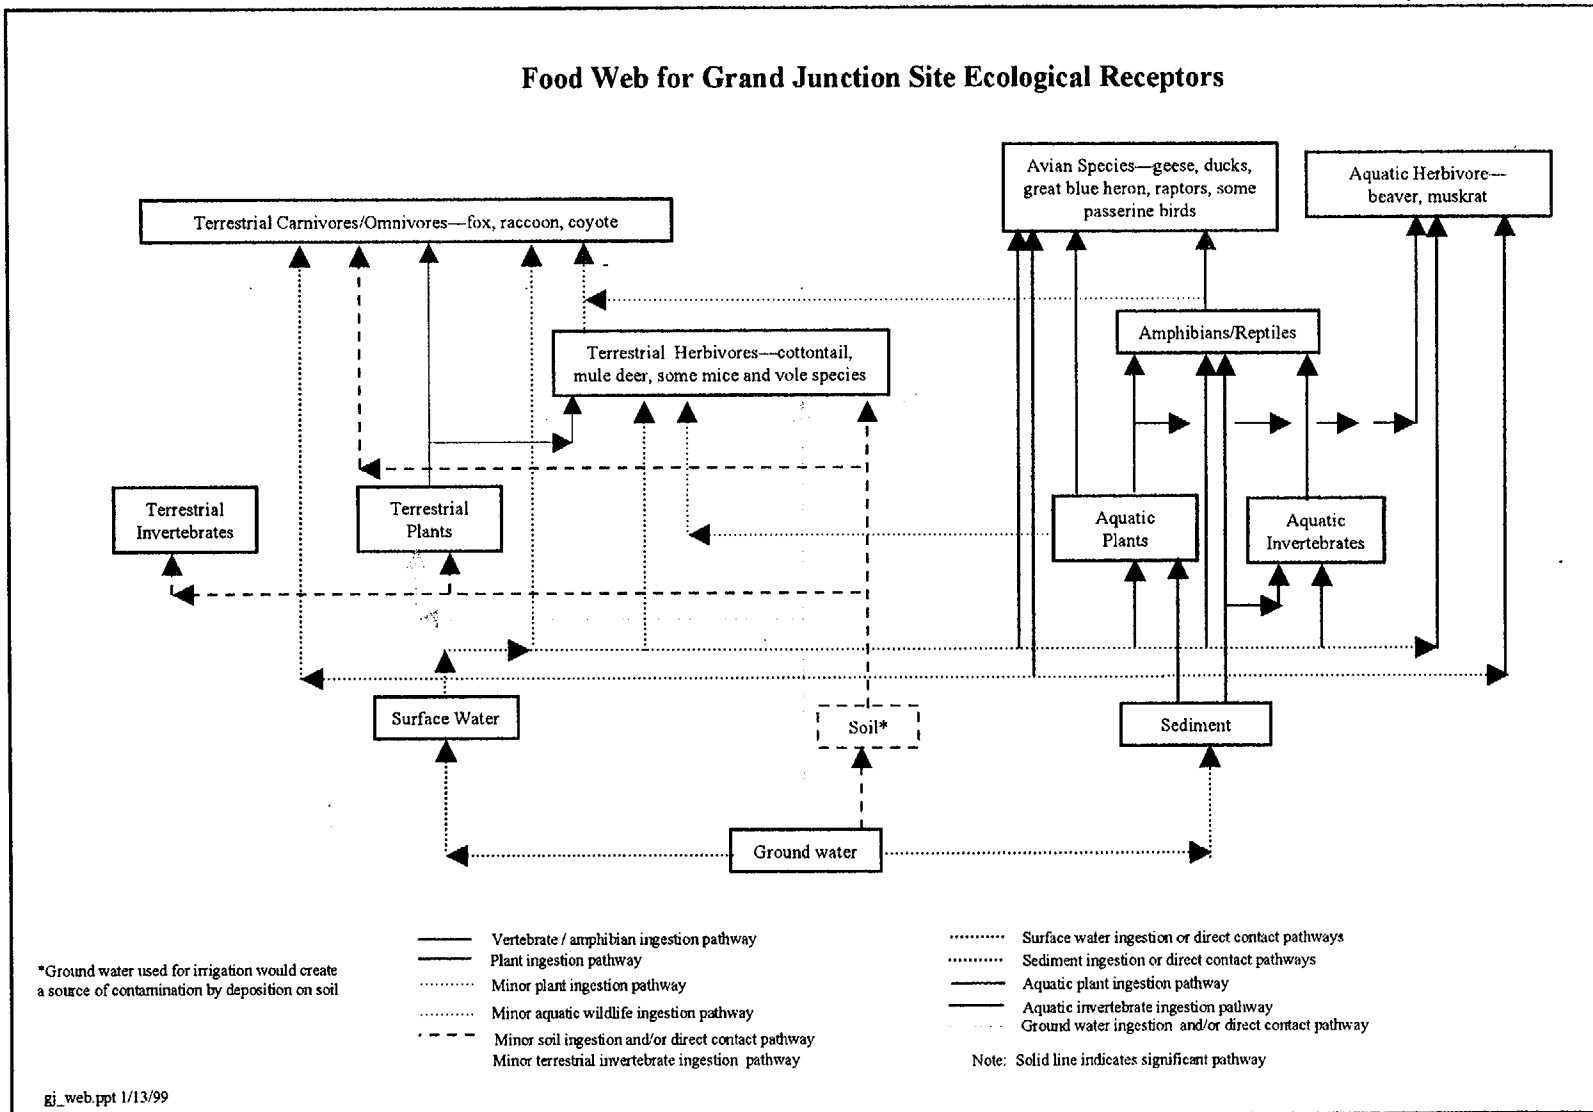 Food Web for Grand Junction Site Ecological Receptors
Avian Species—geese, ducks,
great blue heron, raptors, some
passerine birds
Aquatic Herbivore—
beaver, muskrat
Terrestrial Carnivores/Omnivores—fox, raccoon, coyote
Amphibians/Reptiles
Terrestrial Herbivores—cottontail,
mule deer, some mice and vole species
Terrestrial
Invertebrates
Terrestrial
Plants
Aquatic
Plants
Aquatic
Invertebrates
Surface Water
Soil*
Sediment
Ground water
*Ground water used for irrigation would create
a source of contamination by deposition on soil
Vertebrate / amphibian ingestion pathway
Plant ingestion pathway
Minor plant ingestion pathway
Minor aquatic wildlife ingestion pathway
Minor soil ingestion and/or direct contact pathway
Minor terrestrial invertebrate ingestion pathway
Surface water ingestion or direct contact pathways
Sediment ingestion or direct contact pathways
Aquatic plant ingestion pathway
Aquatic invertebrate ingestion pathway
Ground water ingestion and/or direct contact pathway
Note: Solid line indicates significant pathway
gj_web.ppt 1/13/99